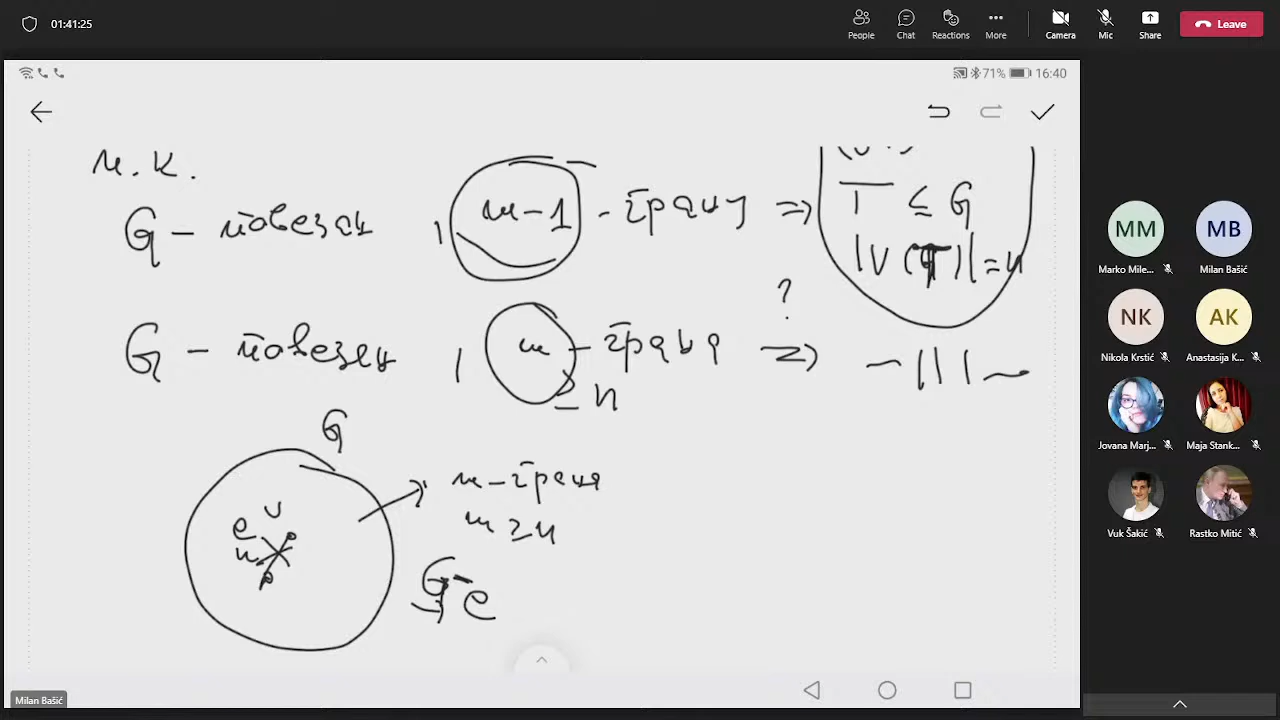 01:41:25
People Chat Reactions More Camera Mic Share Leave
71% 16:40
и.к.
G – повезан, m-1 - грану =>
T ≤ G
|V(T)|=n
G – повезан, m - грана => ~ ||| ~
?
≥ n
G
m - грана
m ≥ n
e v
u
G-e
MM MB
Marko Mile... Milan Bašić
NK AK
Nikola Krstić Anastasija K...
Jovana Marj... Maja Stank...
Vuk Šakić Rastko Mitić
Milan Bašić